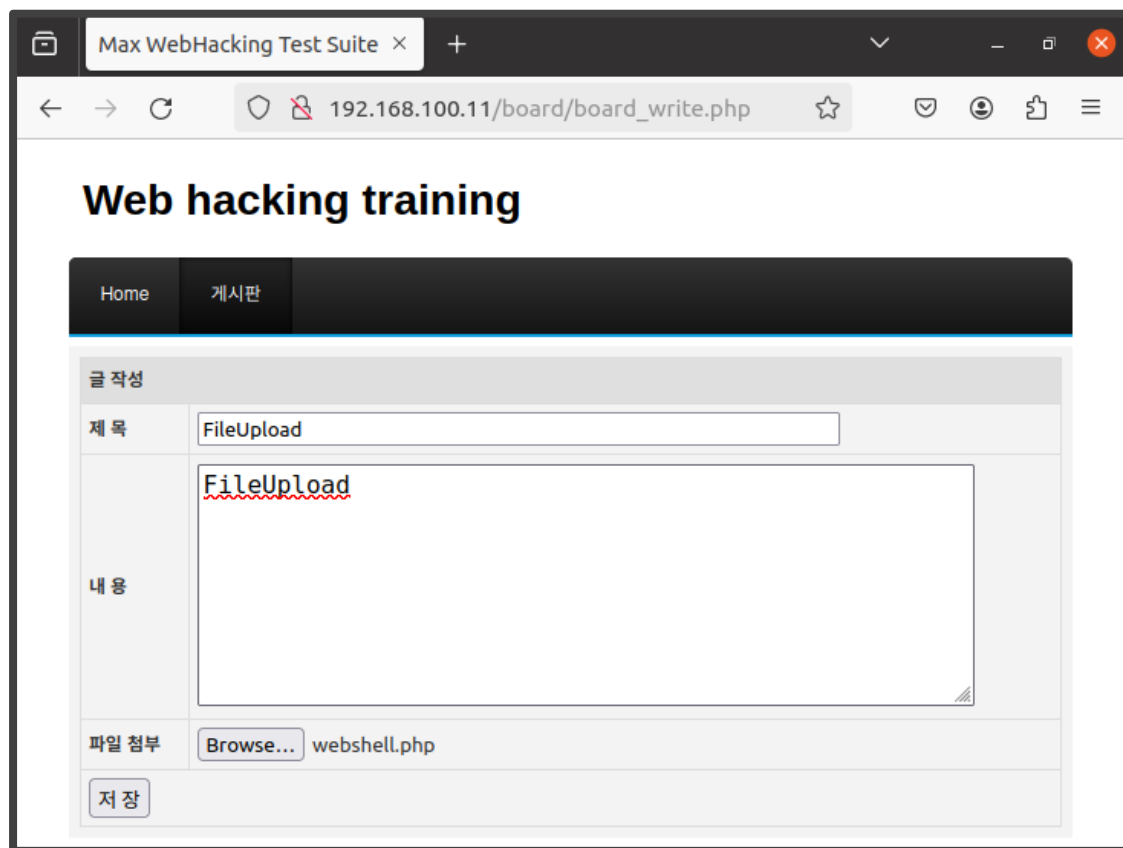 Max WebHacking Test Suite
192.168.100.11/board/board_write.php
Web hacking training
Home 게시판
글 작성
제 목 FileUpload
내 용 FileUpload
파일 첨부 Browse... webshell.php
저 장